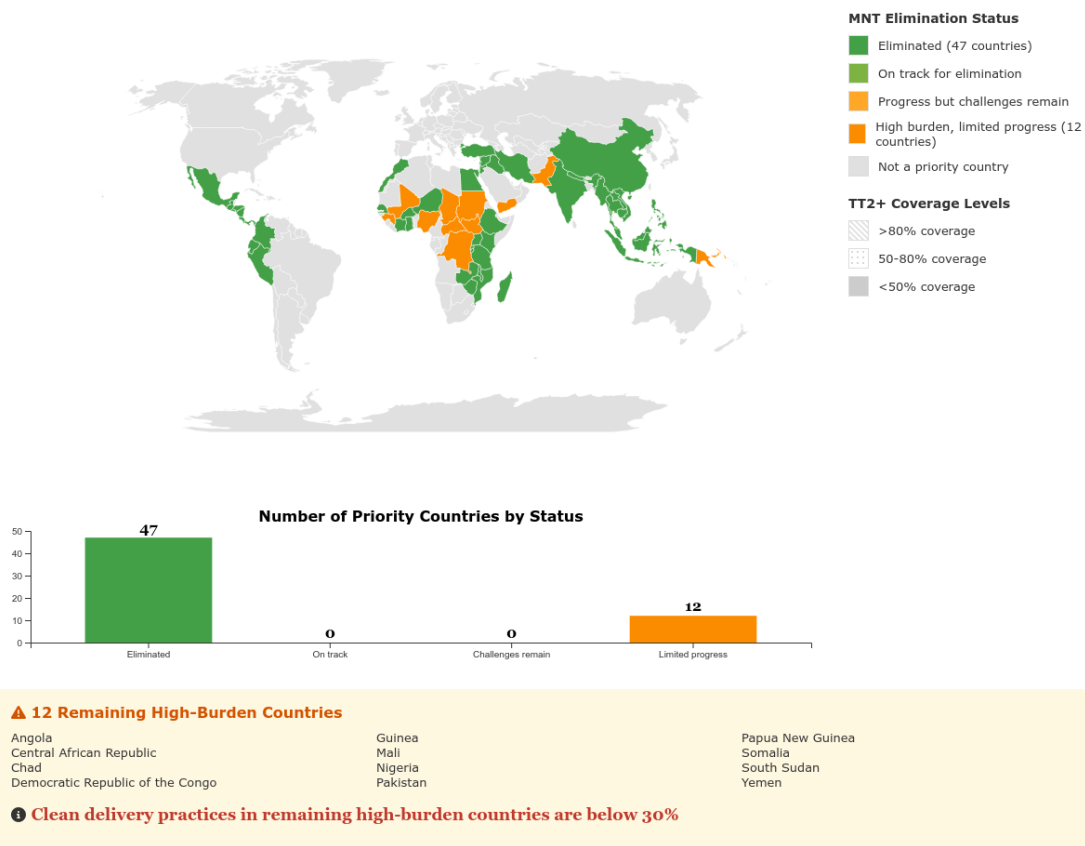 MNT Elimination Status
Eliminated (47 countries)
On track for elimination
Progress but challenges remain
High burden, limited progress (12
countries)
Not a priority country
TT2+ Coverage Levels
>80% coverage
50-80% coverage
<50% coverage
Number of Priority Countries by Status
50
40
30
20
10
0
47
0
0
12
Eliminated
On track
Challenges remain
Limited progress
12 Remaining High-Burden Countries
Angola
Central African Republic
Chad
Democratic Republic of the Congo
Guinea
Mali
Nigeria
Pakistan
Papua New Guinea
Somalia
South Sudan
Yemen
Clean delivery practices in remaining high-burden countries are below 30%